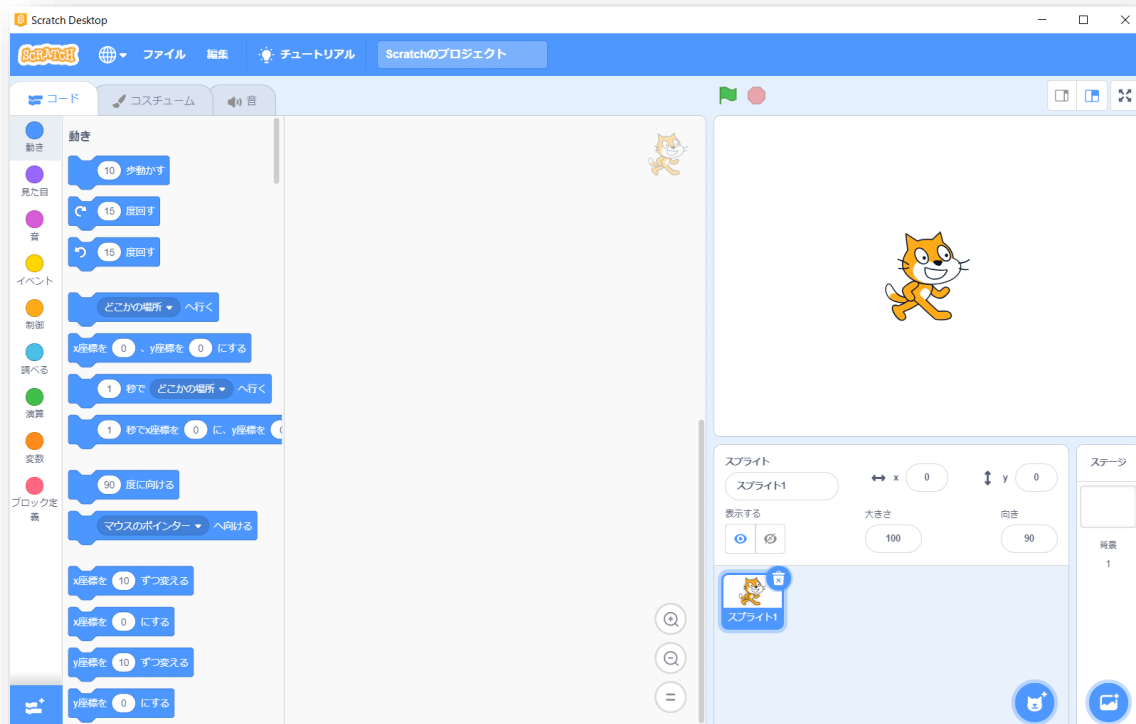 Scratch Desktop
SCRATCH ファイル 編集 チュートリアル Scratchのプロジェクト
コード コスチューム 音
動き
見た目
音
イベント
制御
調べる
演算
変数
ブロック定
義
動き
10 歩動かす
15 度回す
15 度回す
どこかの場所 へ行く
x座標を 0 、y座標を 0 にする
1 秒で どこかの場所 へ行く
1 秒でx座標を 0 に、y座標を
90 度に向ける
マウスのポインター へ向ける
x座標を 10 ずつ変える
x座標を 0 にする
y座標を 10 ずつ変える
y座標を 0 にする
スプライト
スプライト1 x 0 y 0
表示する 大きさ 向き
100 90
スプライト1
ステージ
背景
1